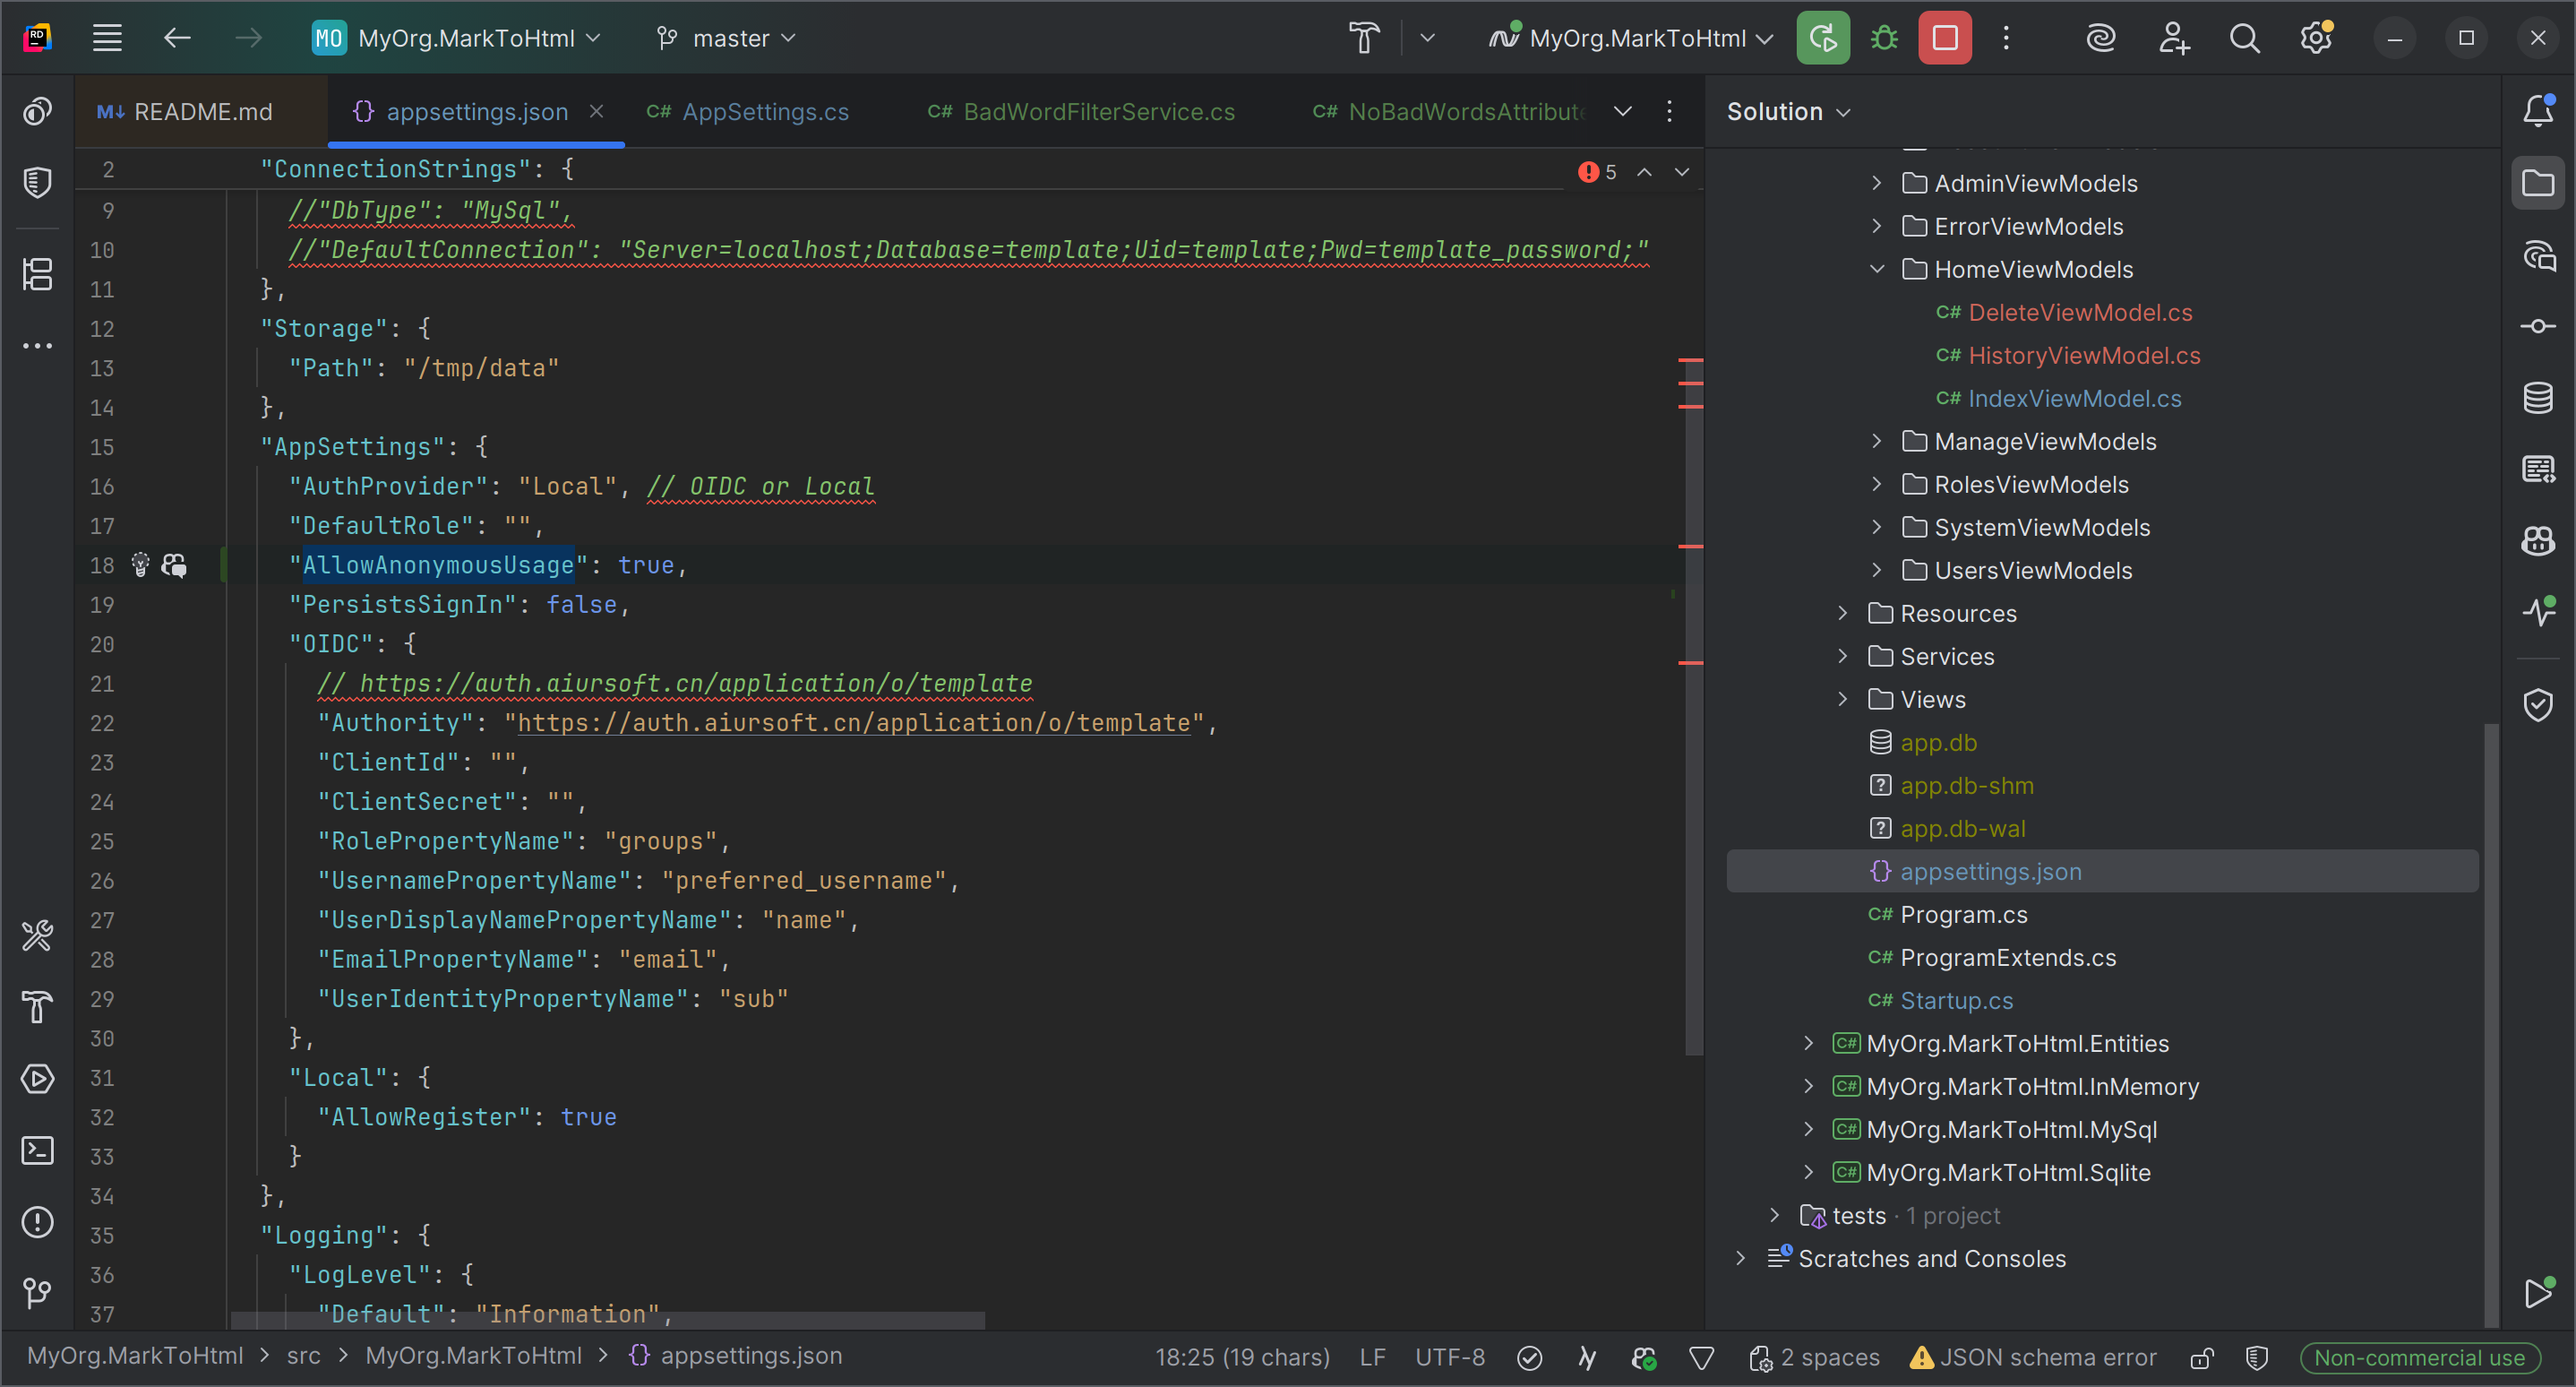 MO MyOrg.MarkToHtml master MyOrg.MarkToHtml
README.md appsettings.json C# AppSettings.cs C# BadWordFilterService.cs C# NoBadWordsAttribute
2 "ConnectionStrings": { 5
9 //"DbType": "MySql",
10 //"DefaultConnection": "Server=localhost;Database=template;Uid=template;Pwd=template_password;"
11 },
12 "Storage": {
13 "Path": "/tmp/data"
14 },
15 "AppSettings": {
16 "AuthProvider": "Local", // OIDC or Local
17 "DefaultRole": "",
18 "AllowAnonymousUsage": true,
19 "PersistsSignIn": false,
20 "OIDC": {
21 // https://auth.aiursoft.cn/application/o/template
22 "Authority": "https://auth.aiursoft.cn/application/o/template",
23 "ClientId": "",
24 "ClientSecret": "",
25 "RolePropertyName": "groups",
26 "UsernamePropertyName": "preferred_username",
27 "UserDisplayNamePropertyName": "name",
28 "EmailPropertyName": "email",
29 "UserIdentityPropertyName": "sub"
30 },
31 "Local": {
32 "AllowRegister": true
33 }
34 },
35 "Logging": {
36 "LogLevel": {
37 "Default": "Information",
Solution
AdminViewModels
ErrorViewModels
HomeViewModels
C# DeleteViewModel.cs
C# HistoryViewModel.cs
C# IndexViewModel.cs
ManageViewModels
RolesViewModels
SystemViewModels
UsersViewModels
Resources
Services
Views
app.db
app.db-shm
app.db-wal
{} appsettings.json
C# Program.cs
C# ProgramExtends.cs
C# Startup.cs
C# MyOrg.MarkToHtml.Entities
C# MyOrg.MarkToHtml.InMemory
C# MyOrg.MarkToHtml.MySql
C# MyOrg.MarkToHtml.Sqlite
tests · 1 project
Scratches and Consoles
MyOrg.MarkToHtml > src > MyOrg.MarkToHtml > {} appsettings.json 18:25 (19 chars) LF UTF-8 2 spaces JSON schema error Non-commercial use